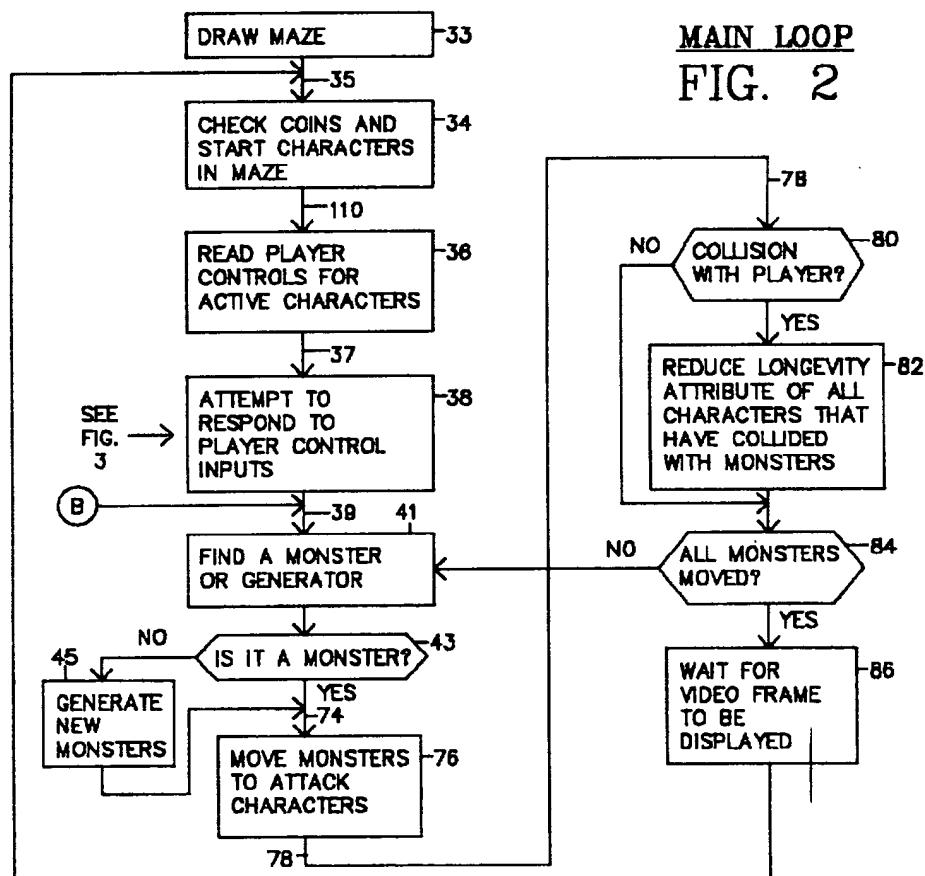 MAIN LOOP
FIG. 2
DRAW MAZE
33
35
CHECK COINS AND
START CHARACTERS
IN MAZE
34
110
READ PLAYER
CONTROLS FOR
ACTIVE CHARACTERS
36
37
SEE
FIG.
3
ATTEMPT TO
RESPOND TO
PLAYER CONTROL
INPUTS
38
B
39
41
FIND A MONSTER
OR GENERATOR
NO
IS IT A MONSTER?
43
45
GENERATE
NEW
MONSTERS
YES
74
MOVE MONSTERS
TO ATTACK
CHARACTERS
76
78
78
NO
COLLISION
WITH PLAYER?
80
YES
REDUCE LONGEVITY
ATTRIBUTE OF ALL
CHARACTERS THAT
HAVE COLLIDED
WITH MONSTERS
82
NO
ALL MONSTERS
MOVED?
84
YES
WAIT FOR
VIDEO FRAME
TO BE
DISPLAYED
86